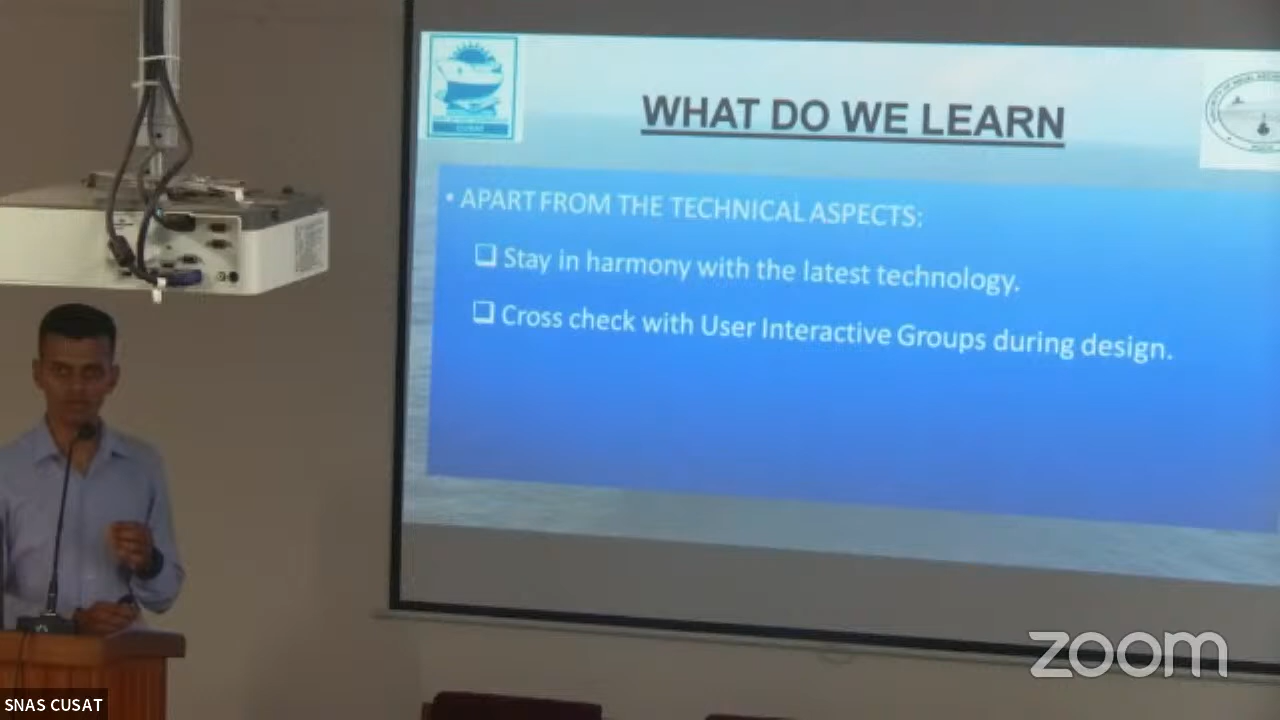 WHAT DO WE LEARN
• APART FROM THE TECHNICAL ASPECTS:
❑ Stay in harmony with the latest technology.
❑ Cross check with User Interactive Groups during design.
CUSAT
zoom
SNAS CUSAT